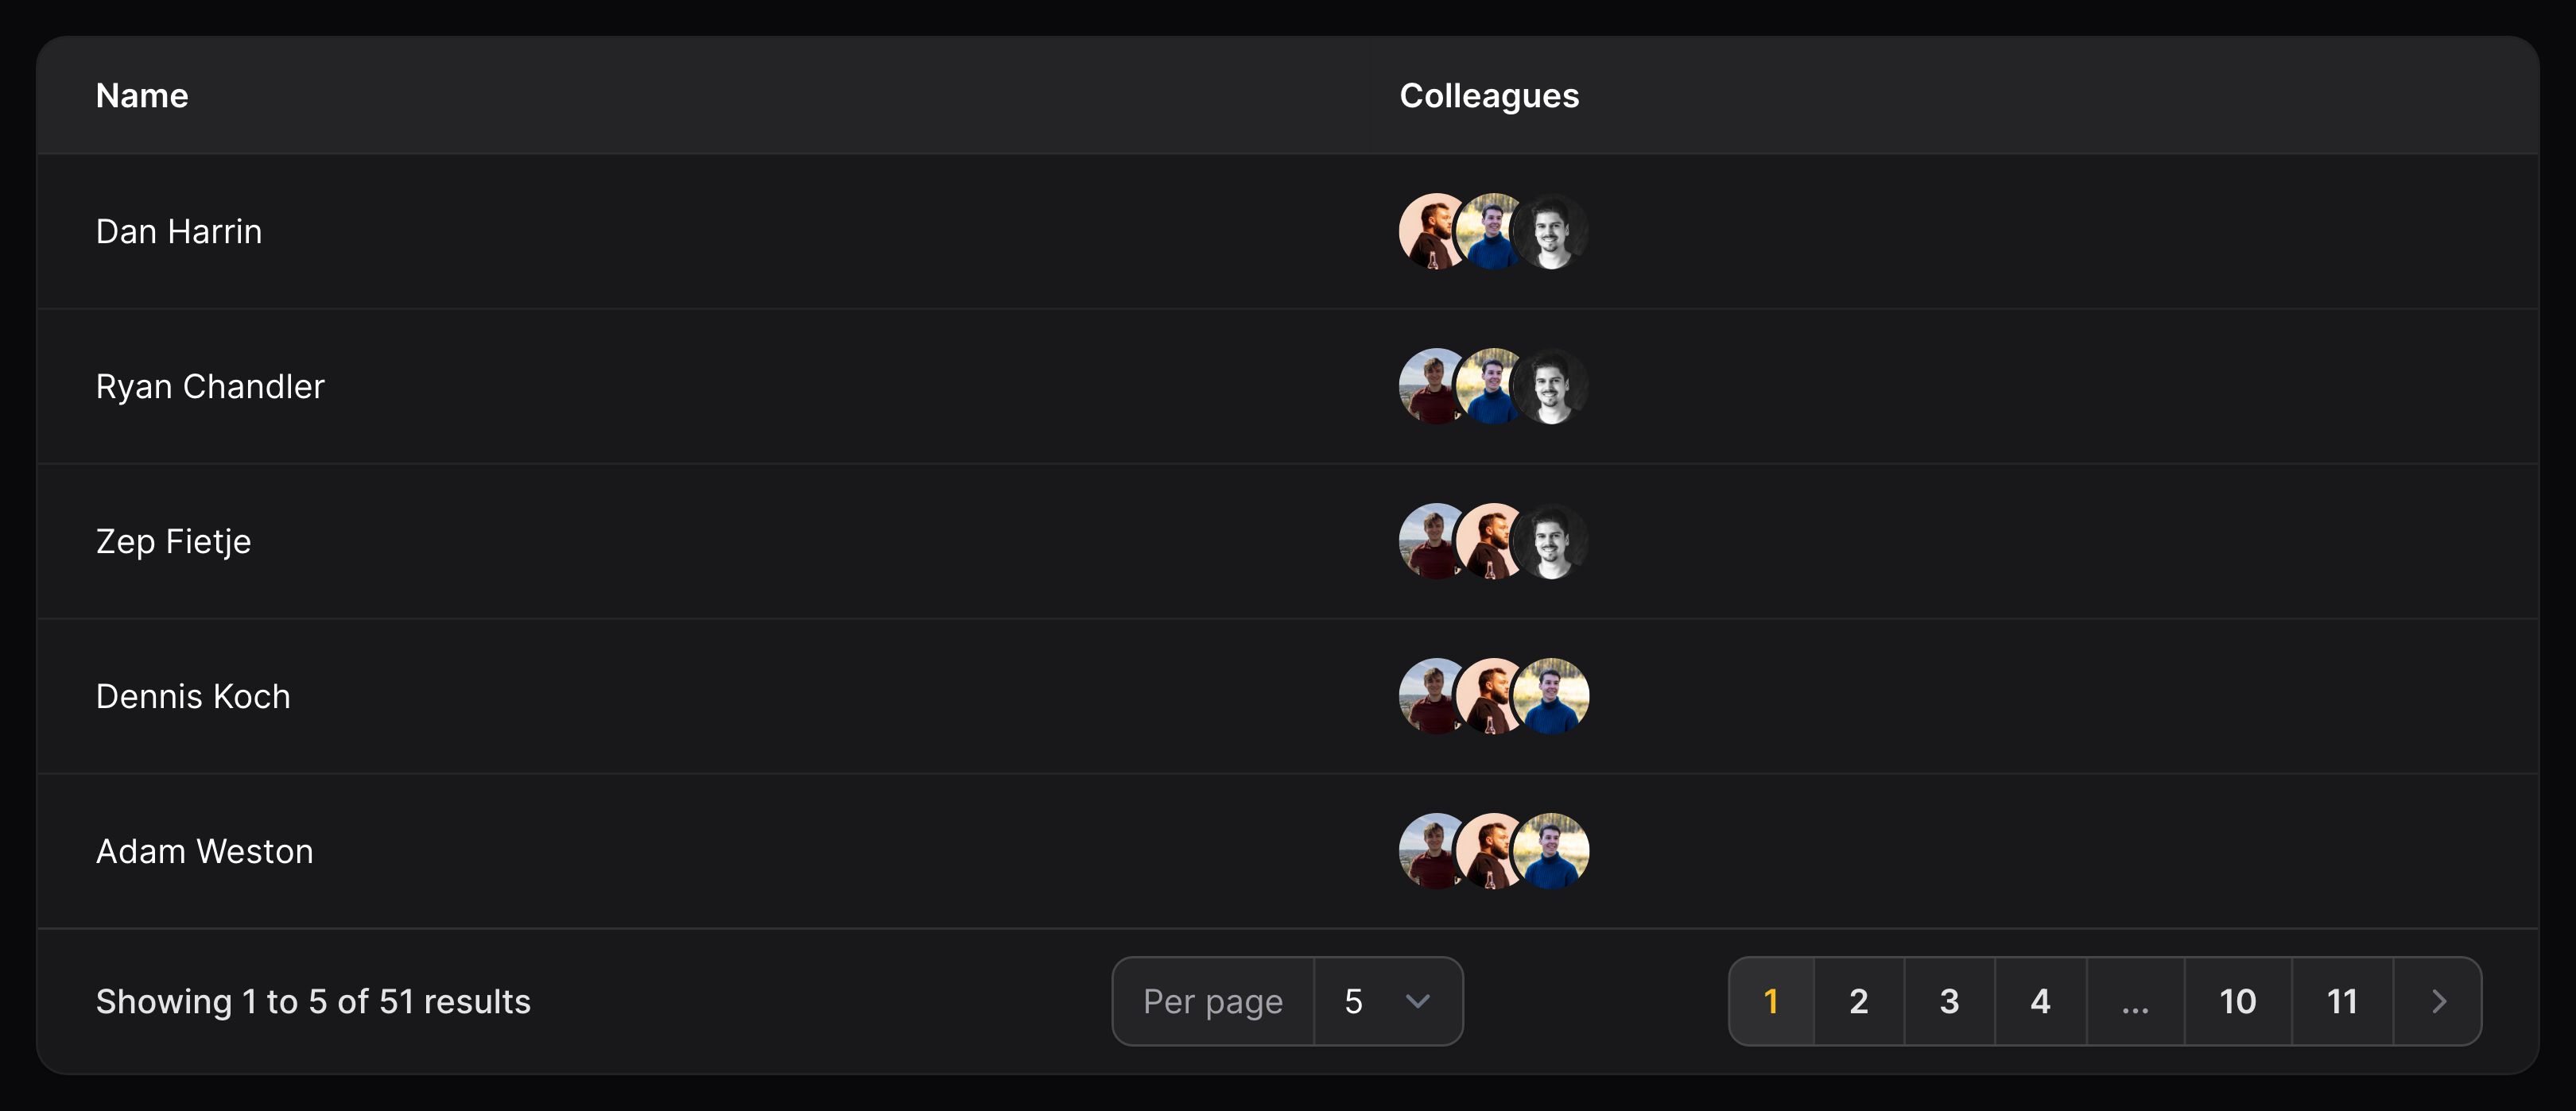 Name Colleagues
Dan Harrin
Ryan Chandler
Zep Fietje
Dennis Koch
Adam Weston
Showing 1 to 5 of 51 results Per page 5 1 2 3 4 ... 10 11